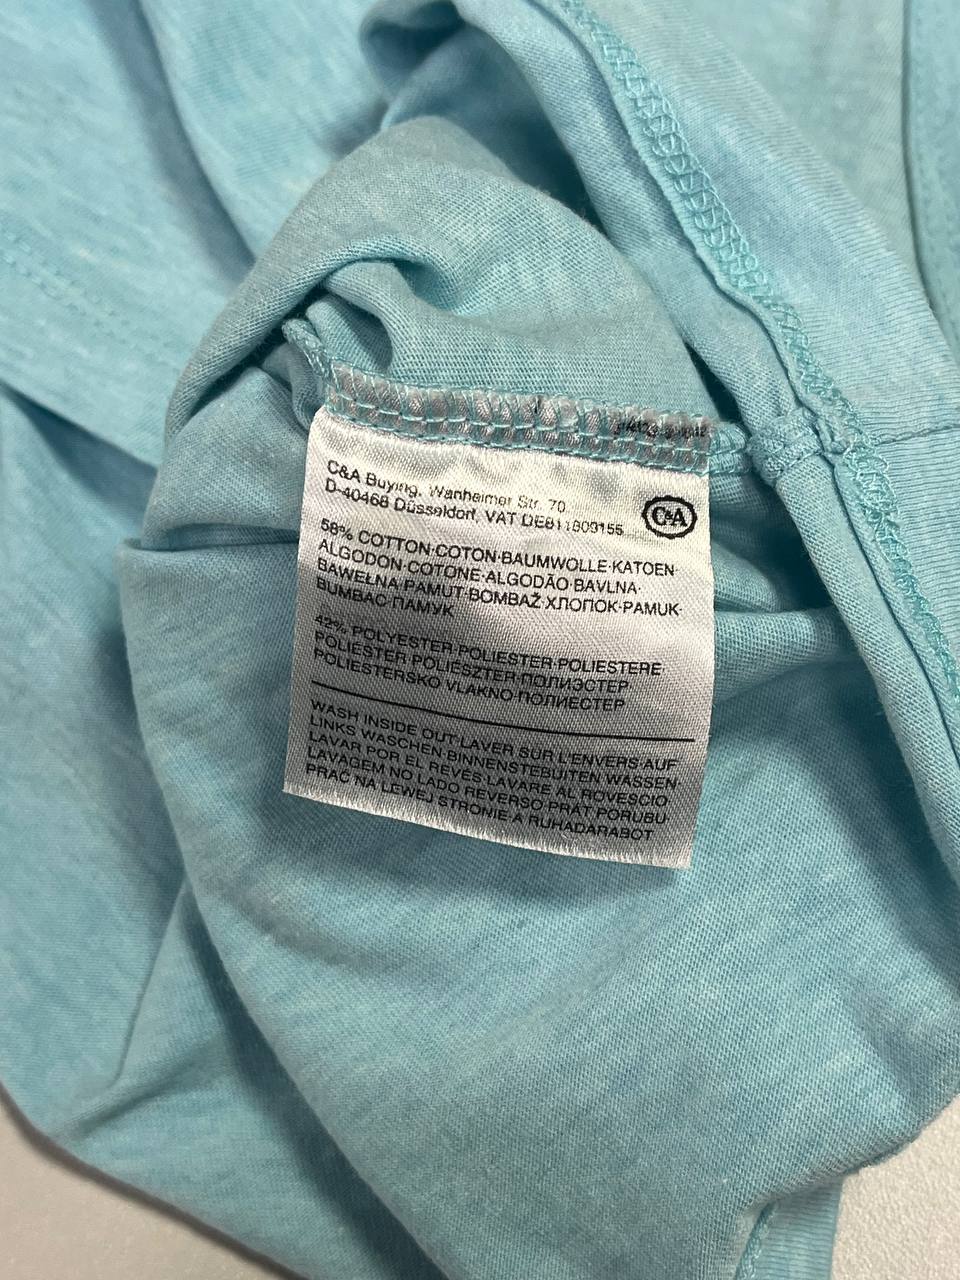 C&A Buying, Wanheimer Str. 70
D-40468 Düsseldorf, VAT DE811809155
C&A
58% COTTON·COTON·BAUMWOLLE·KATOEN·
ALGODON·COTONE·ALGODÃO·BAVLNA·
BAWEŁNA·PAMUT·BOMBAŽ·ХЛОПОК·PAMUK·
BUMBAC·ПАМУК
42% POLYESTER·POLIESTER·POLIESTERE·
POLIÉSTER·POLIÉSZTER·ПОЛИЭСТЕР
POLIESTERSKO VLAKNO·ПОЛИЕСТЕР
WASH INSIDE OUT·LAVER SUR L'ENVERS·AUF
LINKS WASCHEN·BINNENSTEBUITEN WASSEN·
LAVAR POR EL REVÉS·LAVARE AL ROVESCIO
LAVAGEM NO LADO REVERSO·PRÁT PORUBU·
PRAĆ NA LEWEJ STRONIE·A RUHADARABOT